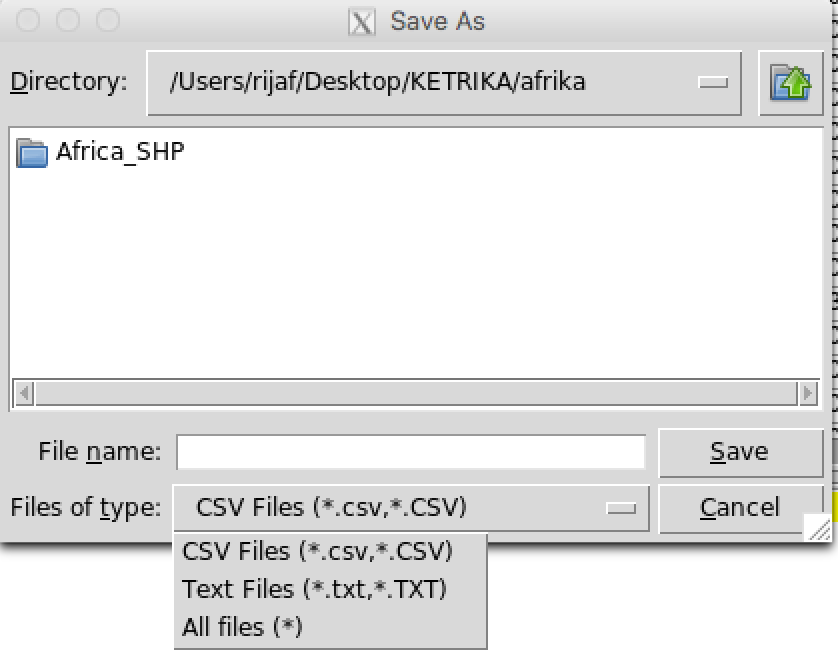 Save As
Directory: /Users/rijaf/Desktop/KETRIKA/afrika
Africa_SHP
File name: Save
Files of type: CSV Files (*.csv,*.CSV) Cancel
CSV Files (*.csv,*.CSV)
Text Files (*.txt,*.TXT)
All files (*)